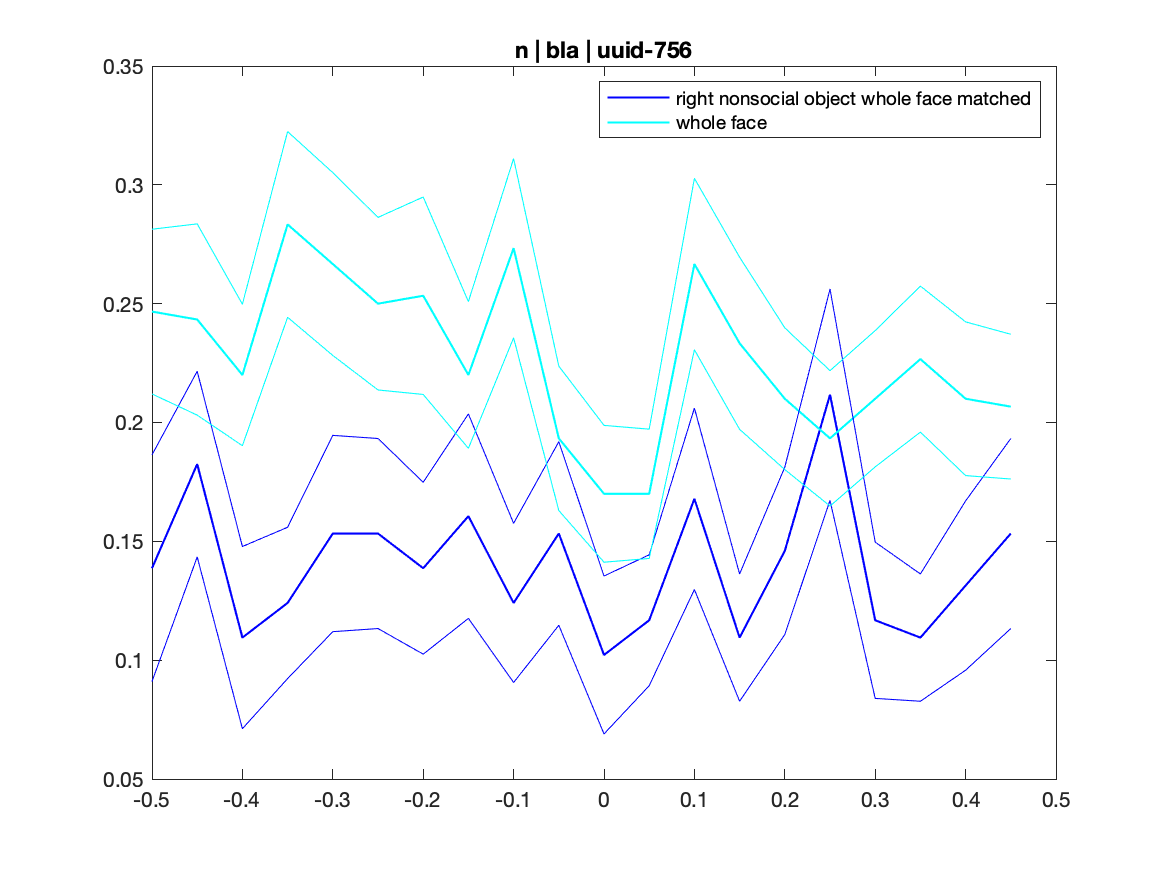 n | bla | uuid-756
right nonsocial object whole face matched
whole face
0.35
0.3
0.25
0.2
0.15
0.1
0.05
-0.5 -0.4 -0.3 -0.2 -0.1 0 0.1 0.2 0.3 0.4 0.5